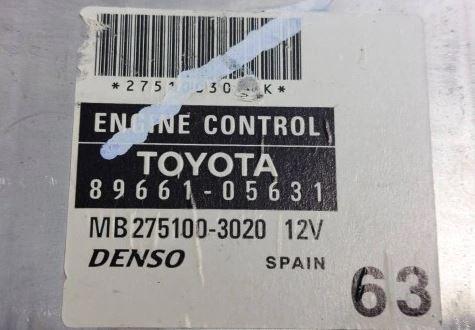 ENGINE CONTROL
TOYOTA
89661-05631
MB275100-3020 12V
DENSO SPAIN
63